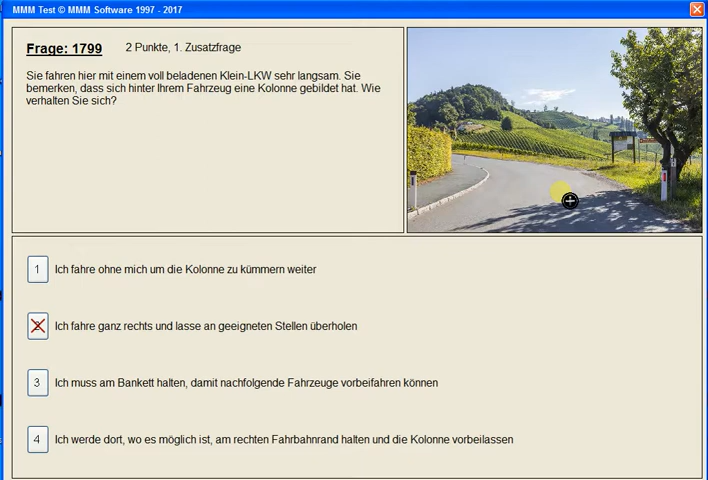 MMM Test © MMM Software 1997 - 2017
Frage: 1799 2 Punkte, 1. Zusatzfrage
Sie fahren hier mit einem voll beladenen Klein-LKW sehr langsam. Sie
bemerken, dass sich hinter Ihrem Fahrzeug eine Kolonne gebildet hat. Wie
verhalten Sie sich?
1 Ich fahre ohne mich um die Kolonne zu kümmern weiter
Ich fahre ganz rechts und lasse an geeigneten Stellen überholen
3 Ich muss am Bankett halten, damit nachfolgende Fahrzeuge vorbeifahren können
4 Ich werde dort, wo es möglich ist, am rechten Fahrbahnrand halten und die Kolonne vorbeilassen